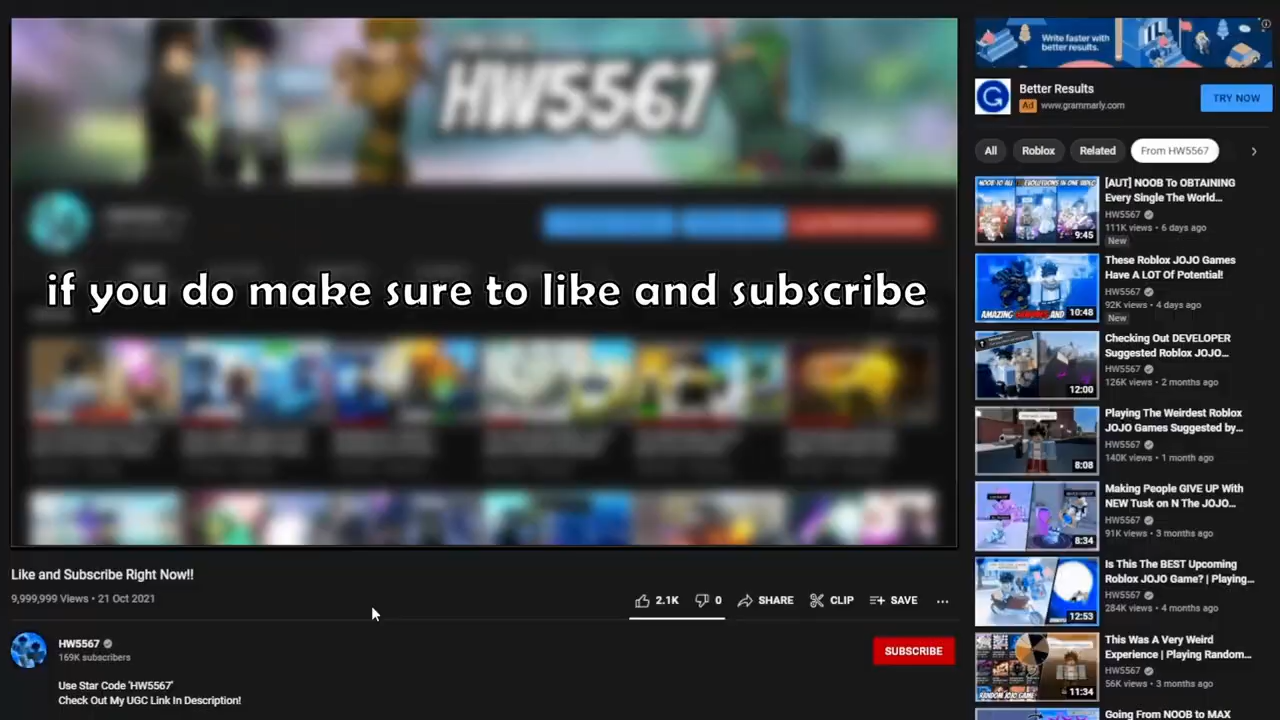 HW5567
if you do make sure to like and subscribe
Like and Subscribe Right Now!!
9,999,999 Views • 21 Oct 2021
2.1K
0
SHARE
CLIP
SAVE
HW5567
169K subscribers
SUBSCRIBE
Use Star Code 'HW5567'
Check Out My UGC Link In Description!
Write faster with
better results.
Better Results
Ad www.grammarly.com
TRY NOW
All
Roblox
Related
From HW5567
[AUT] NOOB To OBTAINING
Every Single The World...
HW5567
111K views • 6 days ago
New
9:45
These Roblox JOJO Games
Have A LOT Of Potential!
HW5567
92K views • 4 days ago
New
10:48
Checking Out DEVELOPER
Suggested Roblox JOJO...
HW5567
126K views • 2 months ago
12:00
Playing The Weirdest Roblox
JOJO Games Suggested by...
HW5567
140K views • 1 month ago
8:08
Making People GIVE UP With
NEW Tusk on N The JOJO...
HW5567
91K views • 3 months ago
8:34
Is This The BEST Upcoming
Roblox JOJO Game? | Playing...
HW5567
284K views • 4 months ago
12:53
This Was A Very Weird
Experience | Playing Random...
HW5567
56K views • 3 months ago
11:34
Going From NOOB to MAX